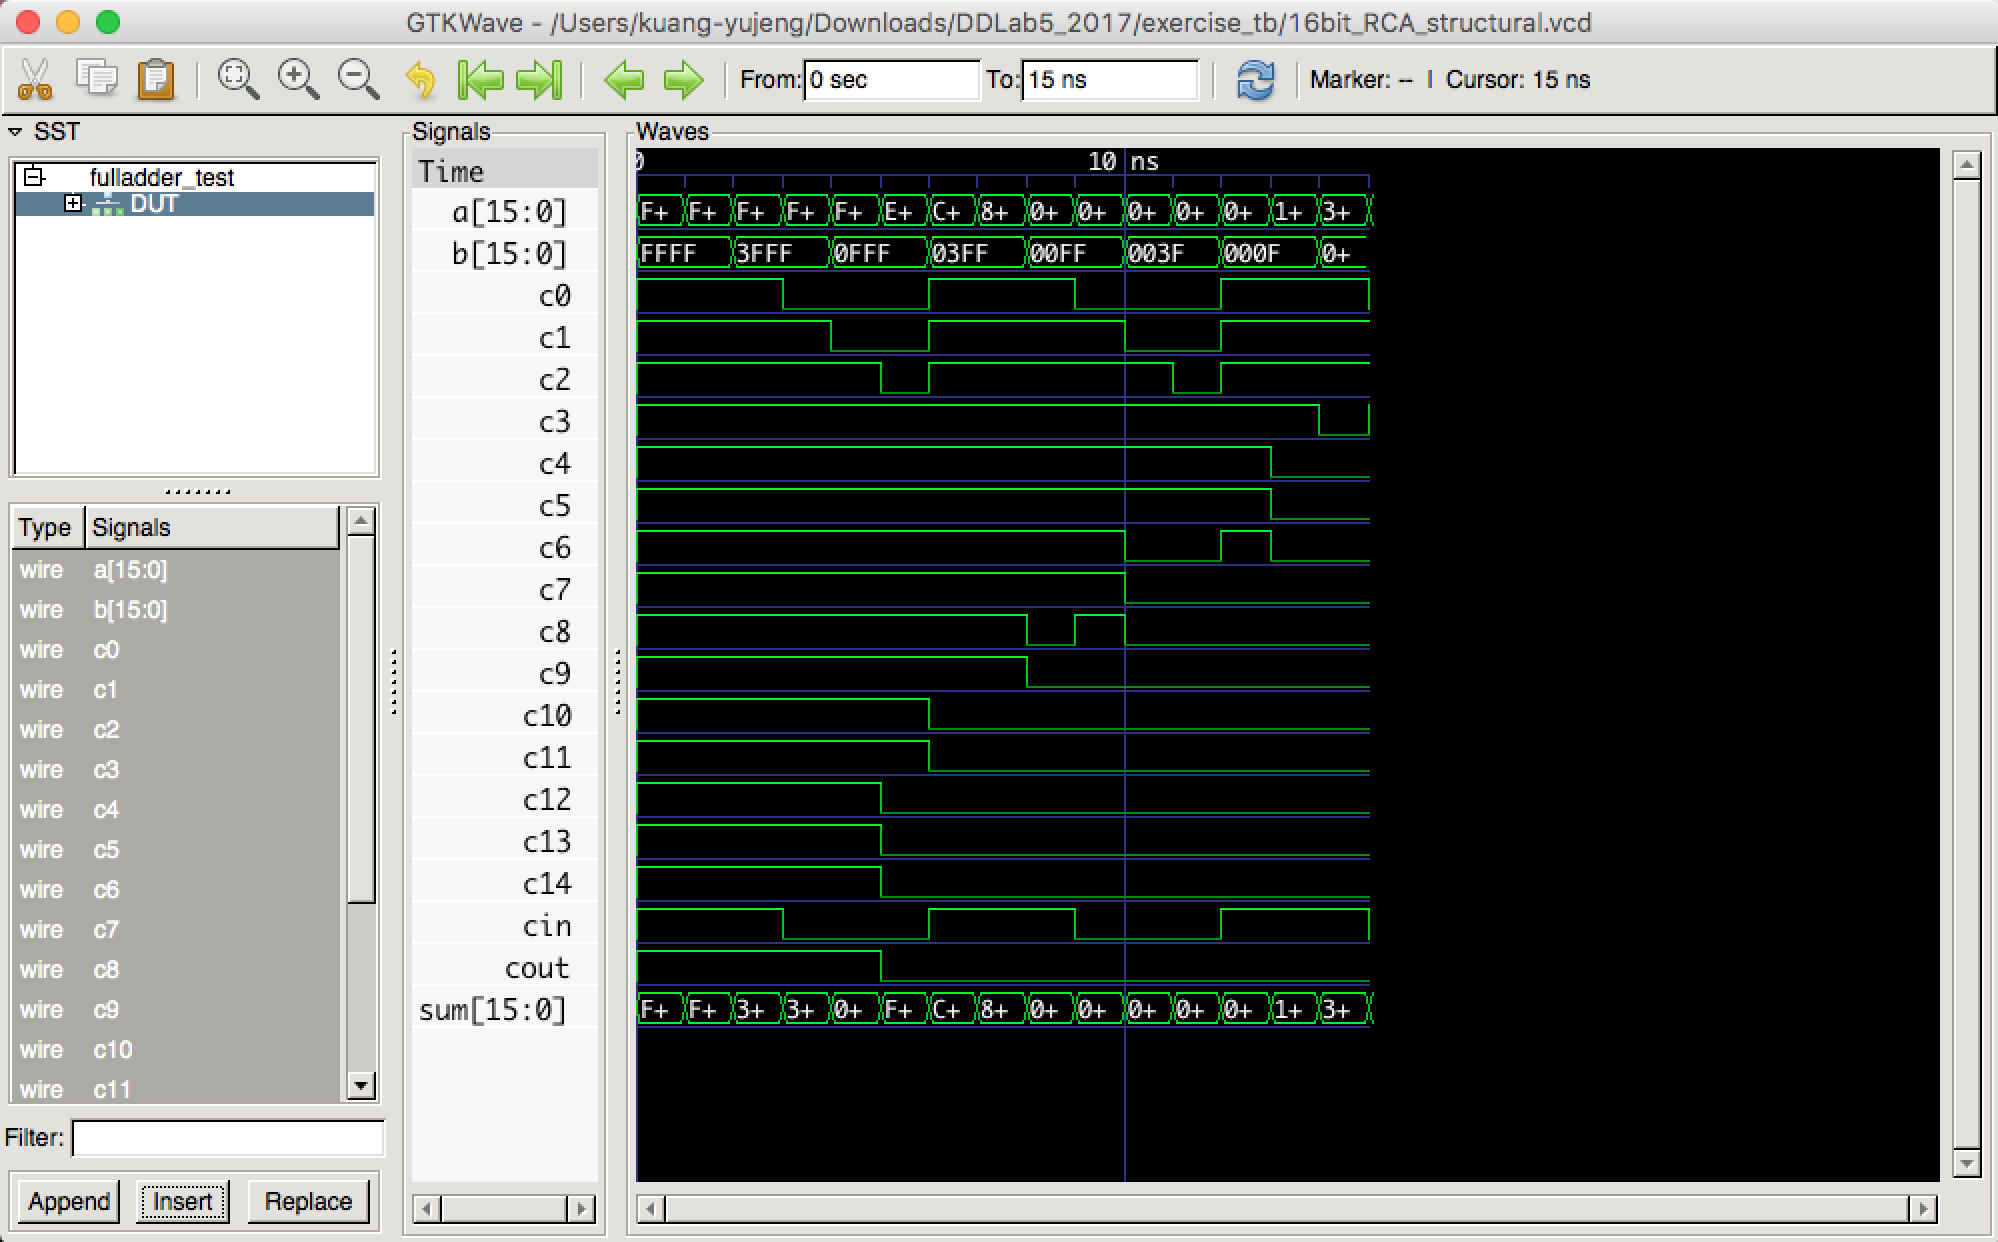 GTKWave - /Users/kuang-yujeng/Downloads/DDLab5_2017/exercise_tb/16bit_RCA_structural.vcd
From: 0 sec To: 15 ns Marker: -- | Cursor: 15 ns
SST
fulladder_test
DUT
Type Signals
wire a[15:0]
wire b[15:0]
wire c0
wire c1
wire c2
wire c3
wire c4
wire c5
wire c6
wire c7
wire c8
wire c9
wire c10
wire c11
Filter:
Append Insert Replace
Signals
Time
a[15:0]
b[15:0]
c0
c1
c2
c3
c4
c5
c6
c7
c8
c9
c10
c11
c12
c13
c14
cin
cout
sum[15:0]
Waves
0 10 ns
F+ F+ F+ F+ F+ E+ C+ 8+ 0+ 0+ 0+ 0+ 0+ 1+ 3+
FFFF 3FFF 0FFF 03FF 00FF 003F 000F 0+
F+ F+ 3+ 3+ 0+ F+ C+ 8+ 0+ 0+ 0+ 0+ 0+ 1+ 3+